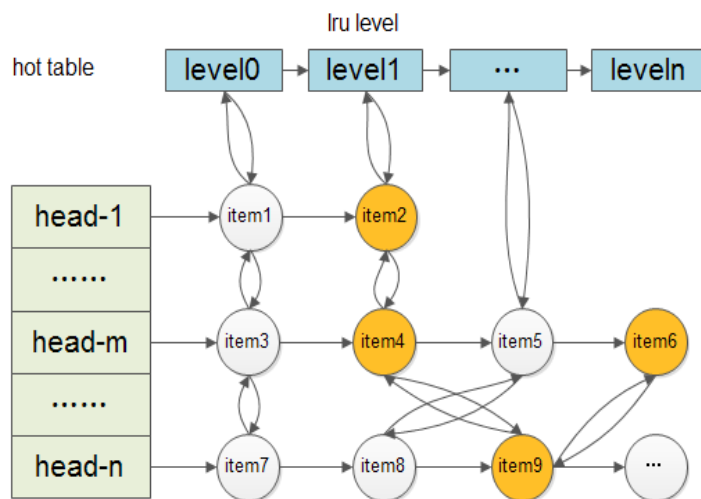 lru level
hot table
level0
level1
...
leveln
head-1
item1
item2
......
head-m
item3
item4
item5
item6
......
head-n
item7
item8
item9
...